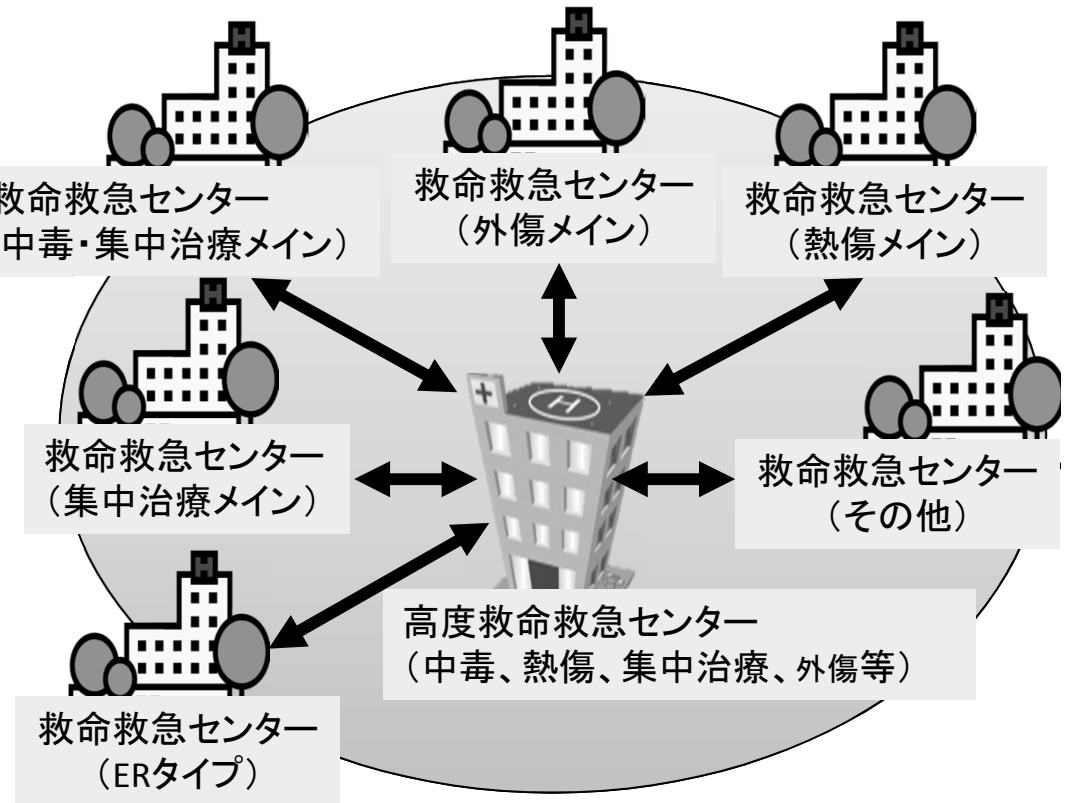 救命救急センター
中毒・集中治療メイン）
救命救急センター
（外傷メイン）
救命救急センター
（熱傷メイン）
救命救急センター
（集中治療メイン）
救命救急センター
（その他）
高度救命救急センター
（中毒、熱傷、集中治療、外傷等）
救命救急センター
（ERタイプ）
H
H
H
H
H
H
H